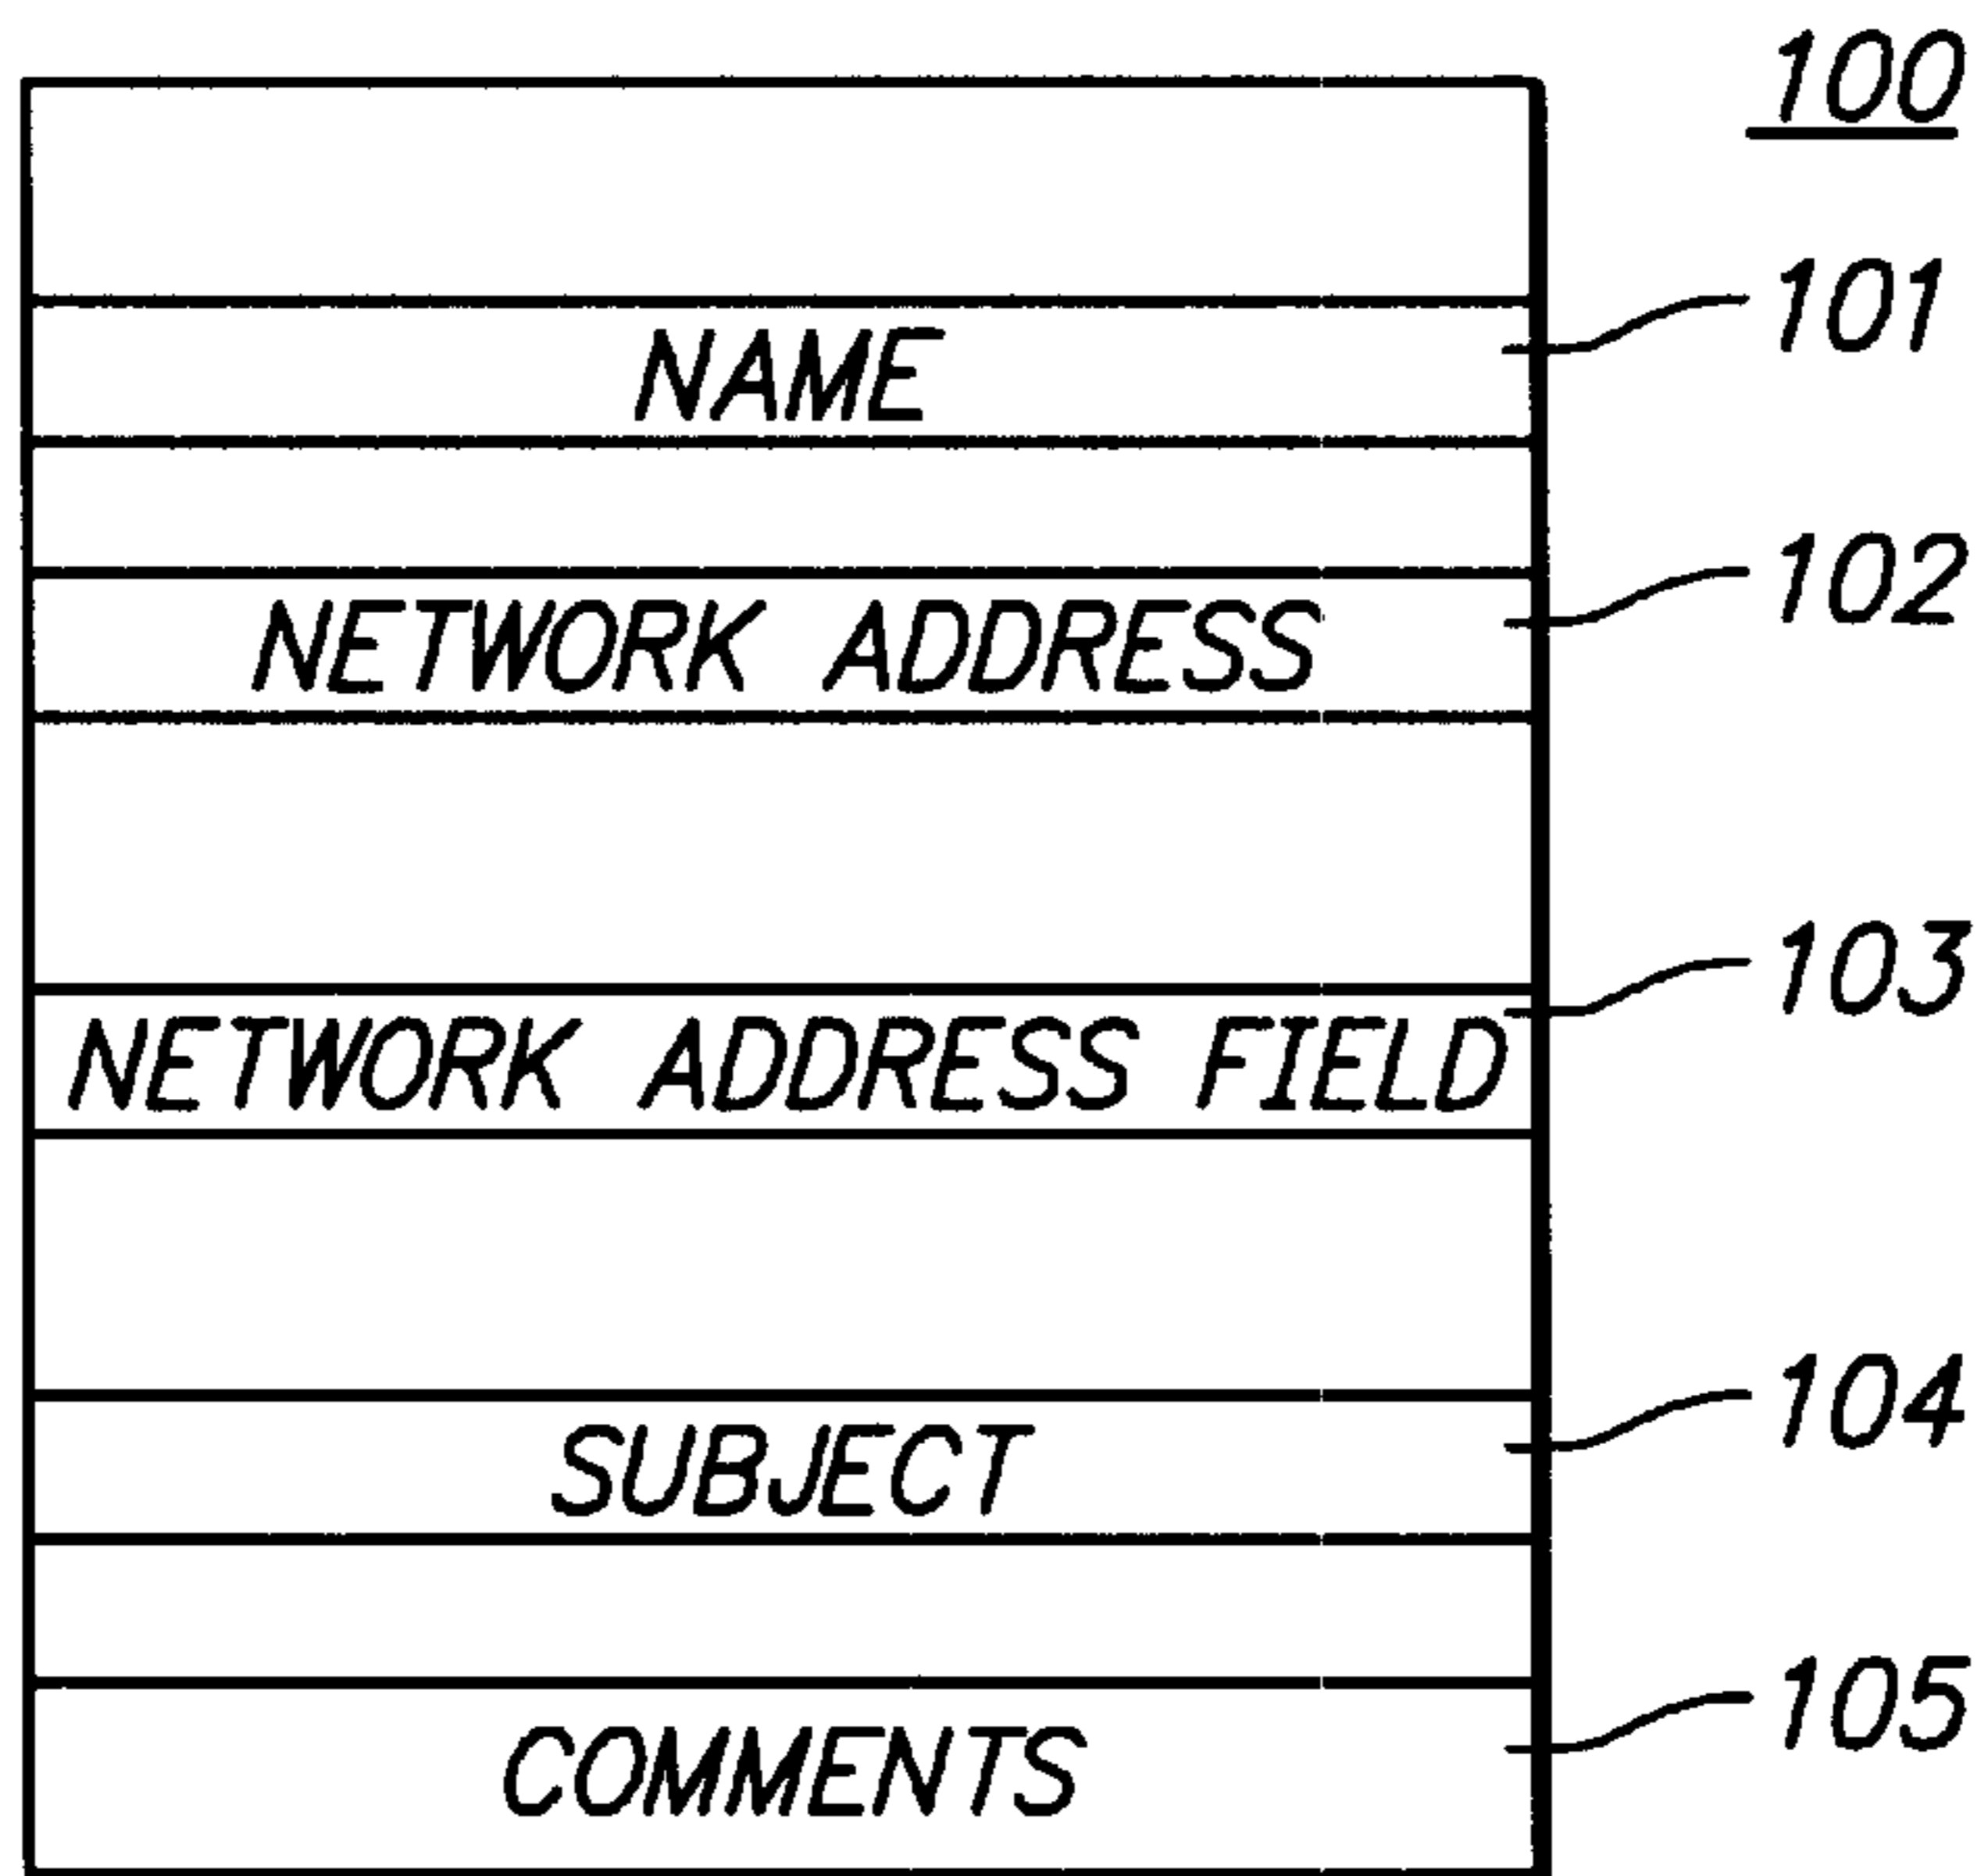 100
NAME 101
NETWORK ADDRESS 102
NETWORK ADDRESS FIELD 103
SUBJECT 104
COMMENTS 105